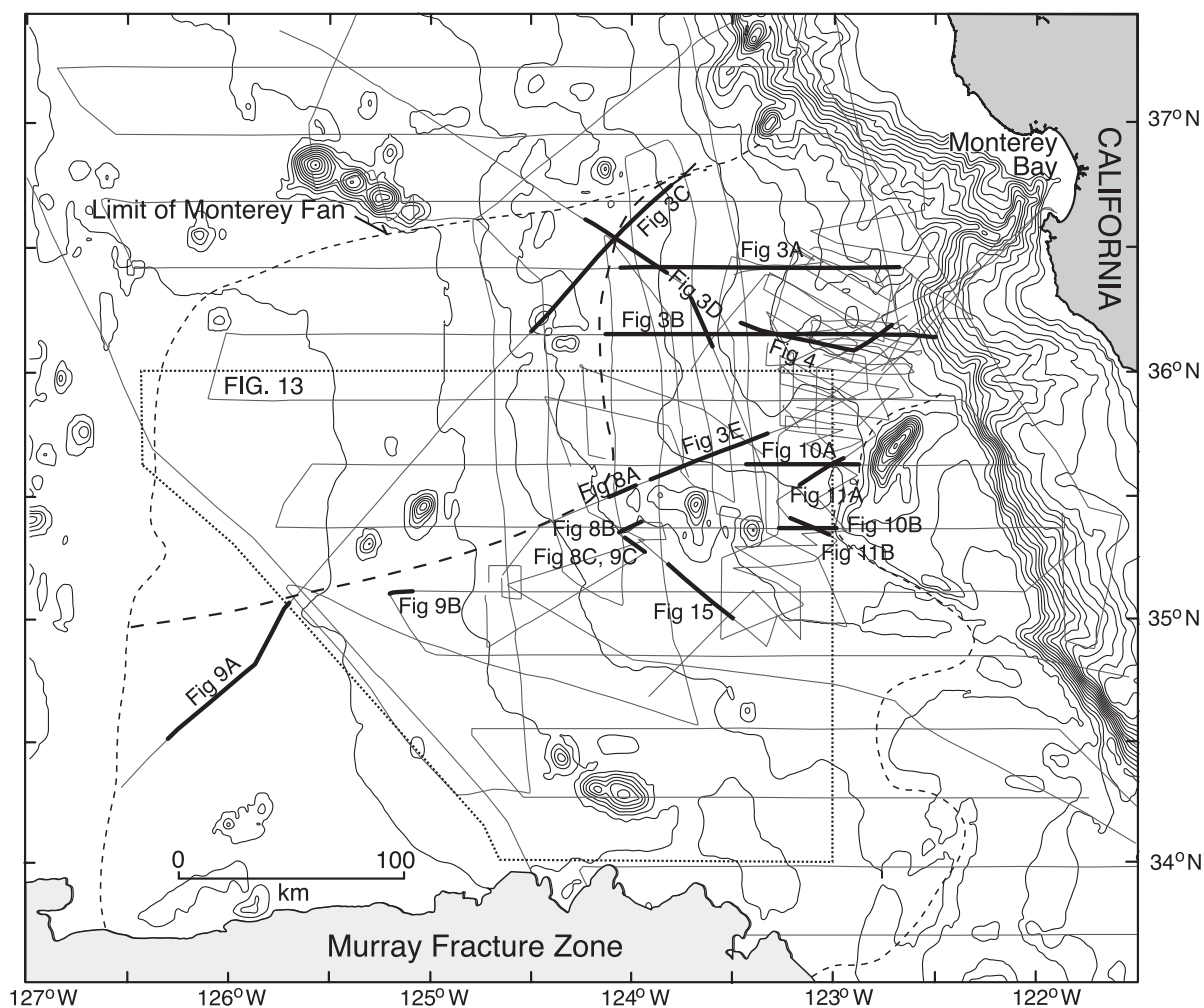 37°N
Monterey
Bay
CALIFORNIA
Limit of Monterey Fan
Fig 3C
Fig 3A
Fig 3D
Fig 3B
Fig 4
36°N
FIG. 13
Fig 3E
Fig 10A
Fig 8A
Fig 11A
Fig 8B
Fig 10B
Fig 8C, 9C
Fig 11B
Fig 9B
Fig 15
35°N
Fig 9A
0 100
km
34°N
Murray Fracture Zone
127°W 126°W 125°W 124°W 123°W 122°W